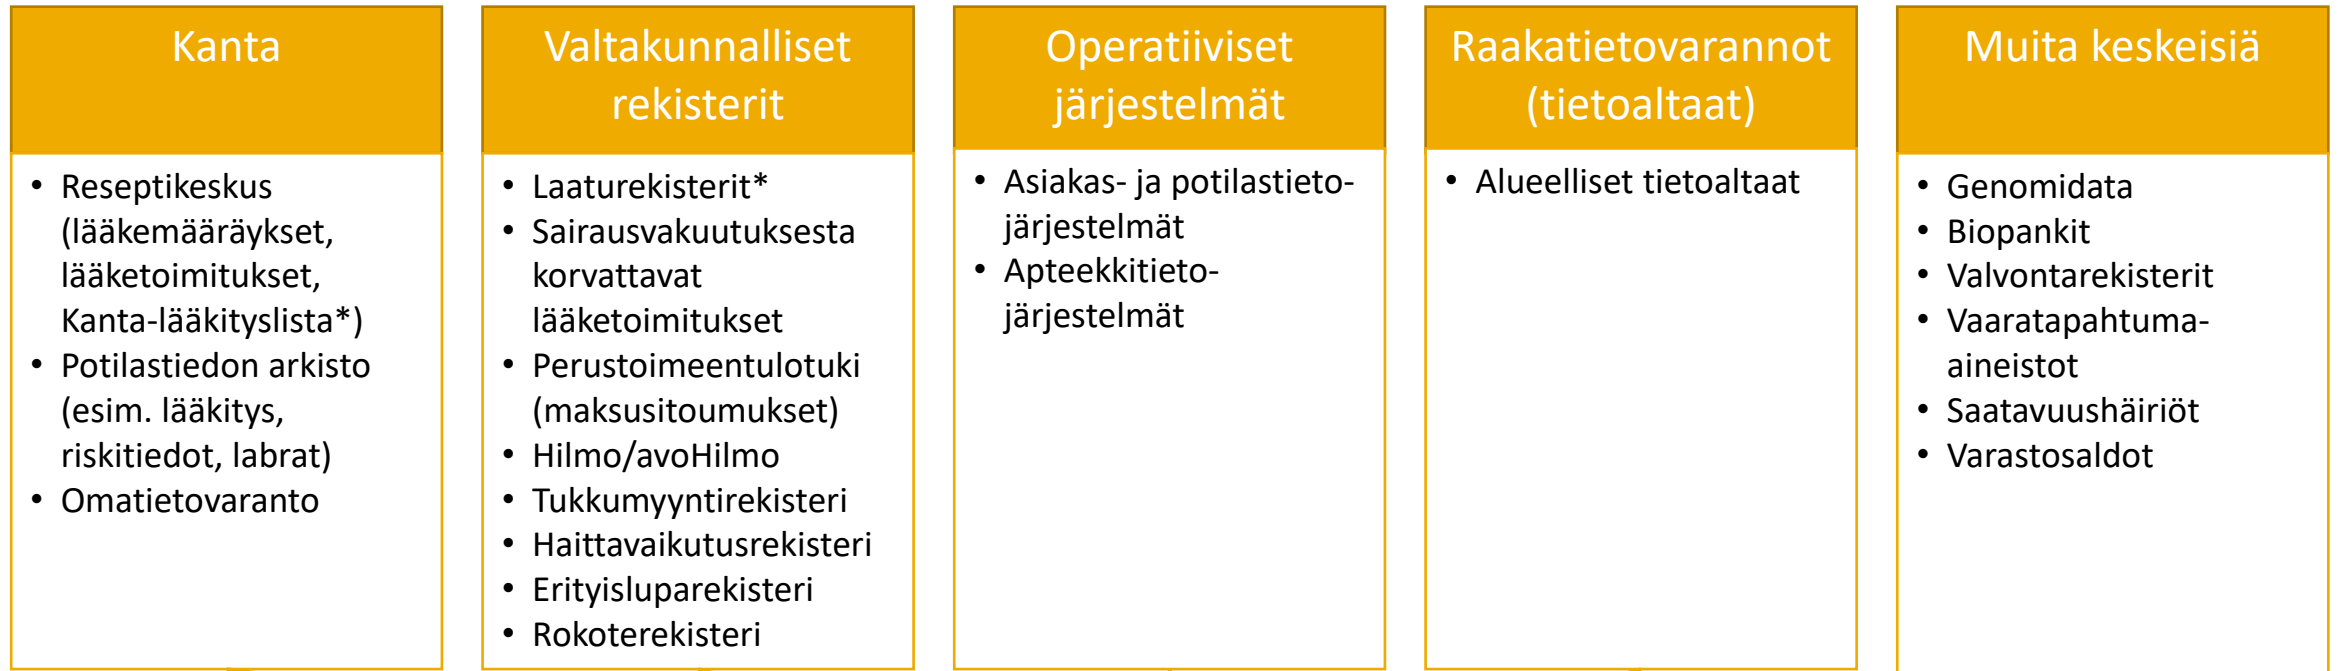 Kanta
• Reseptikeskus
(lääkemääräykset,
lääketoimitukset,
Kanta-lääkityslista*)
• Potilastiedon arkisto
(esim. lääkitys,
riskitiedot, labrat)
• Omatietovaranto
Valtakunnalliset
rekisterit
• Laaturekisterit*
• Sairausvakuutuksesta
korvattavat
lääketoimitukset
• Perustoimeentulotuki
(maksusitoumukset)
• Hilmo/avoHilmo
• Tukkumyyntirekisteri
• Haittavaikutusrekisteri
• Erityisluparekisteri
• Rokoterekisteri
Operatiiviset
järjestelmät
• Asiakas- ja potilastieto-
järjestelmät
• Apteekkitieto-
järjestelmät
Raakatietovarannot
(tietoaltaat)
• Alueelliset tietoaltaat
Muita keskeisiä
• Genomidata
• Biopankit
• Valvontarekisterit
• Vaaratapahtuma-
aineistot
• Saatavuushäiriöt
• Varastosaldot